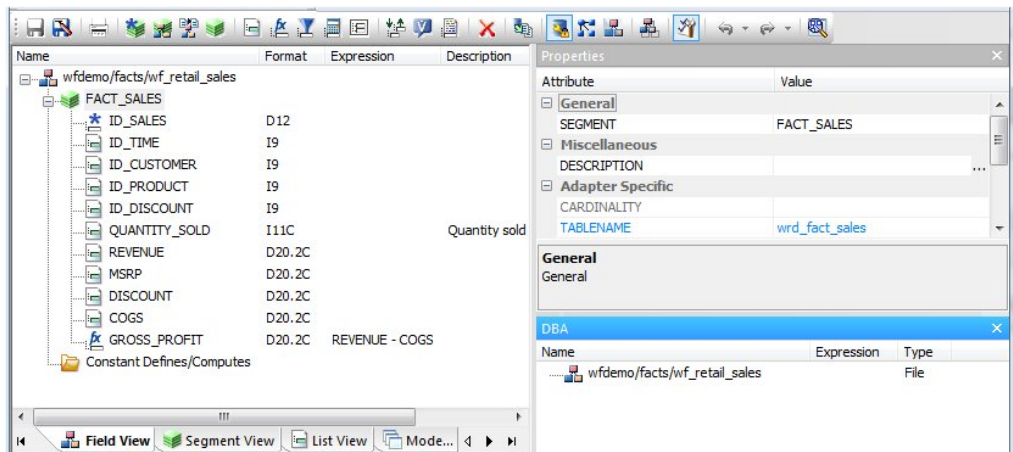 Name Format Expression Description
wfdemo/facts/wf_retail_sales
FACT_SALES
ID_SALES D12
ID_TIME I9
ID_CUSTOMER I9
ID_PRODUCT I9
ID_DISCOUNT I9
QUANTITY_SOLD I11C Quantity sold
REVENUE D20.2C
MSRP D20.2C
DISCOUNT D20.2C
COGS D20.2C
GROSS_PROFIT D20.2C REVENUE - COGS
Constant Defines/Computes
Field View Segment View List View Mode...
Properties
Attribute Value
General
SEGMENT FACT_SALES
Miscellaneous
DESCRIPTION ...
Adapter Specific
CARDINALITY
TABLENAME wrd_fact_sales
General
General
DBA
Name Expression Type
wfdemo/facts/wf_retail_sales File